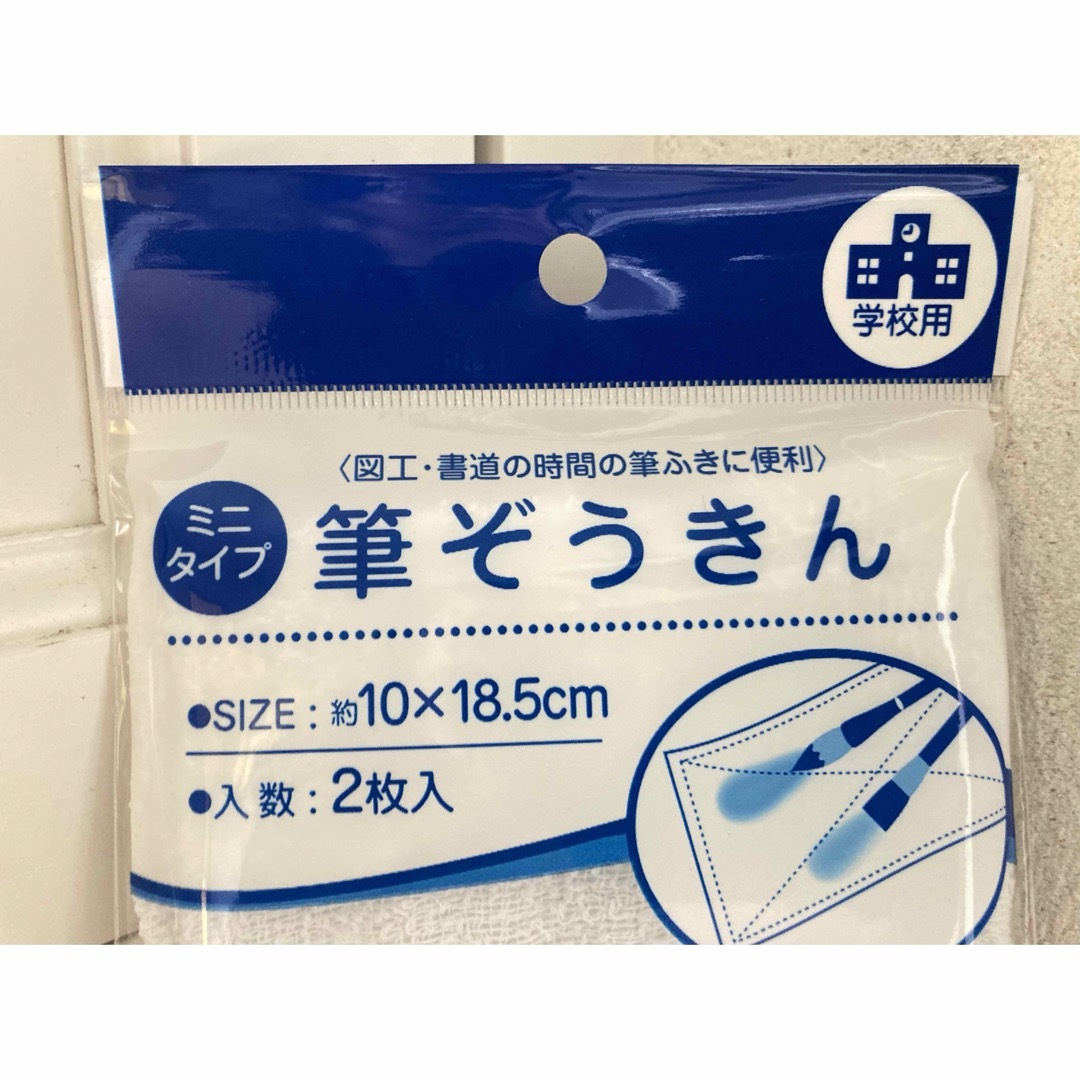 学校用
〈図工・書道の時間の筆ふきに便利〉
ミニ
タイプ
筆ぞうきん
●SIZE：約10×18.5cm
●入数：2枚入